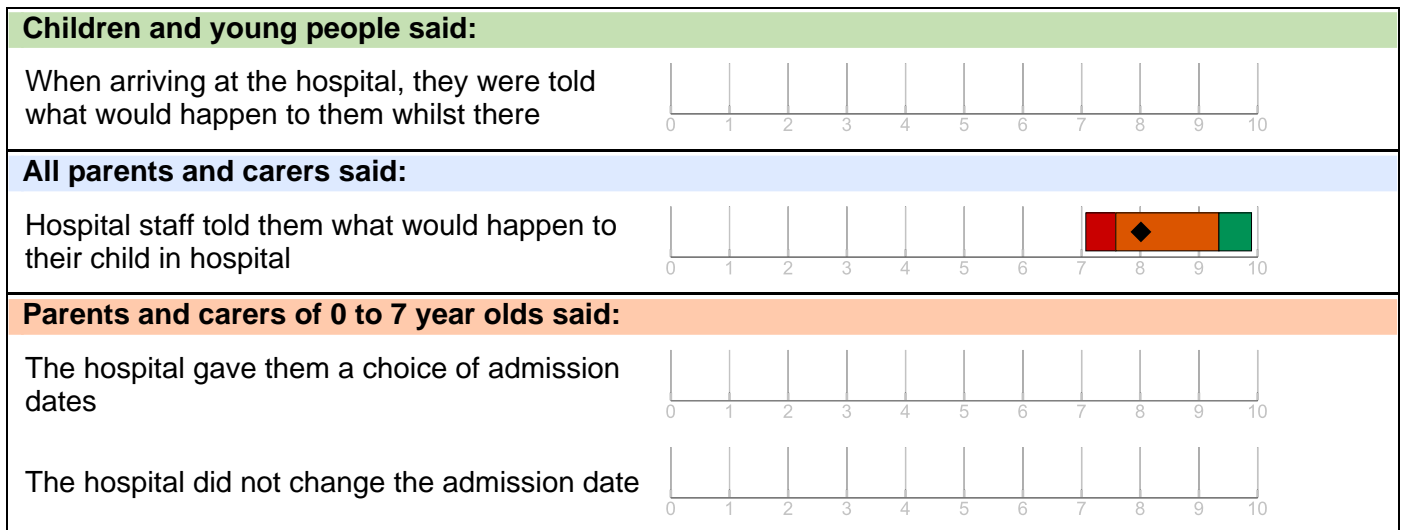 Children and young people said:
When arriving at the hospital, they were told
what would happen to them whilst there
0 1 2 3 4 5 6 7 8 9 10
All parents and carers said:
Hospital staff told them what would happen to
their child in hospital
0 1 2 3 4 5 6 7 8 9 10
Parents and carers of 0 to 7 year olds said:
The hospital gave them a choice of admission
dates
0 1 2 3 4 5 6 7 8 9 10
The hospital did not change the admission date
0 1 2 3 4 5 6 7 8 9 10